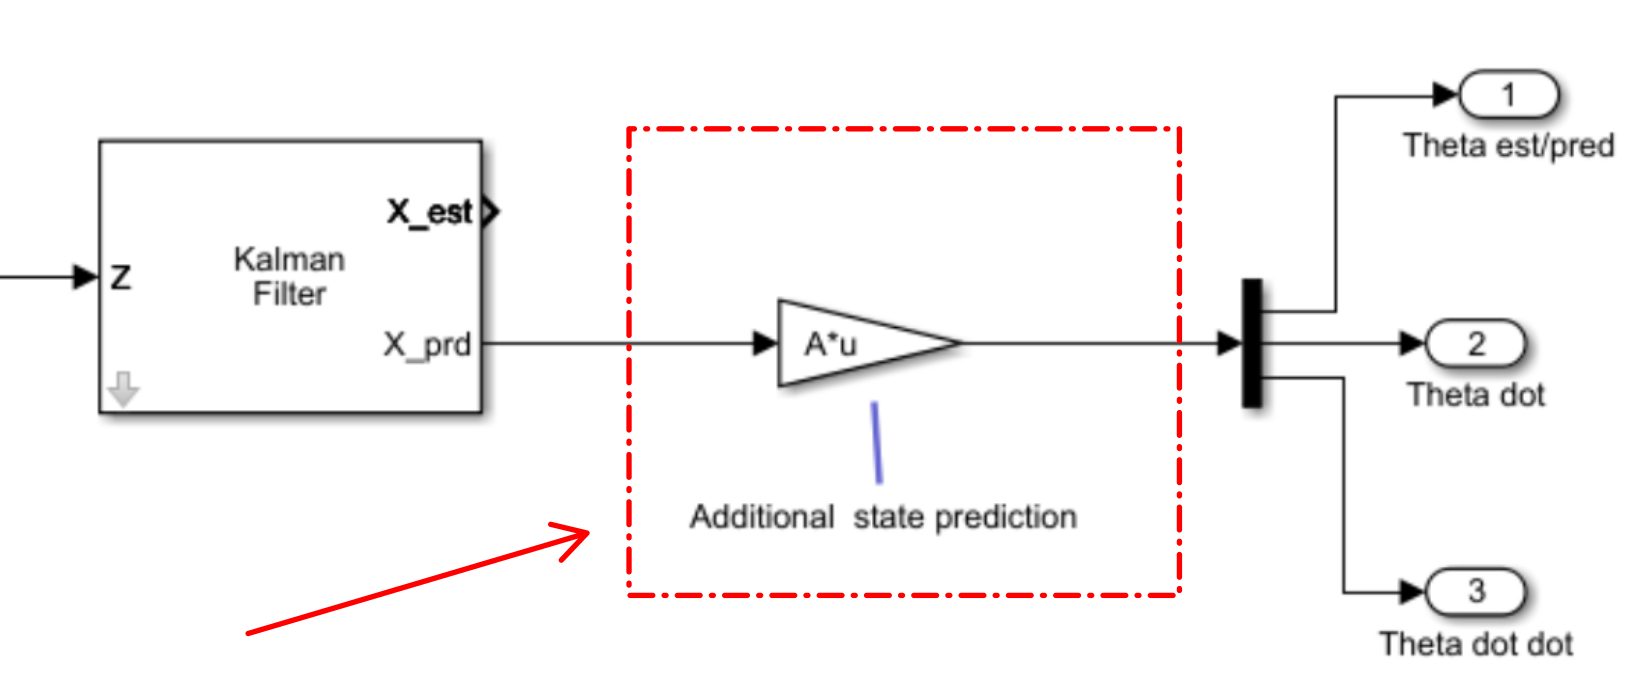 1
Theta est/pred
X_est
Z
Kalman
Filter
X_prd
A*u
2
Theta dot
Additional  state prediction
3
Theta dot dot